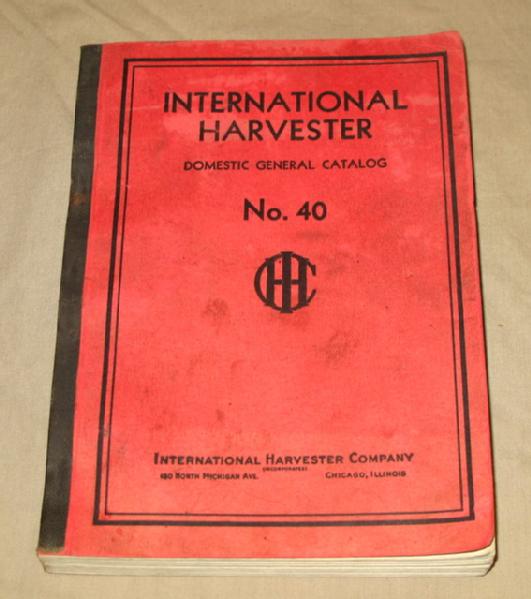 INTERNATIONAL
HARVESTER
DOMESTIC GENERAL CATALOG
No. 40
IHC
INTERNATIONAL HARVESTER COMPANY
(INCORPORATED)
180 NORTH MICHIGAN AVE. CHICAGO, ILLINOIS